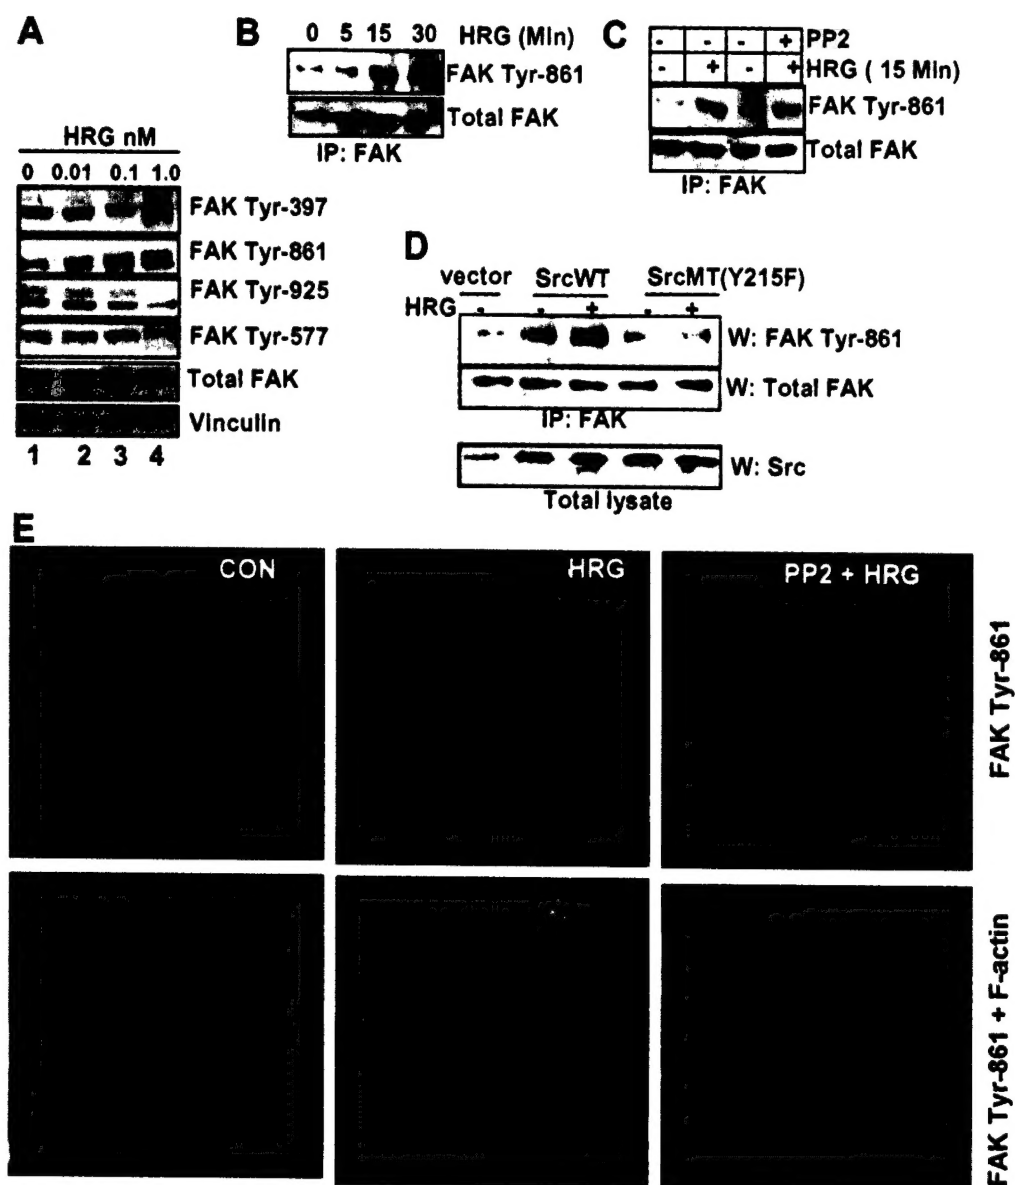 A
HRG nM
0 0.01 0.1 1.0
FAK Tyr-397
FAK Tyr-861
FAK Tyr-925
FAK Tyr-577
Total FAK
Vinculin
1 2 3 4
B
0 5 15 30 HRG (Min)
FAK Tyr-861
Total FAK
IP: FAK
C
- - - + PP2
- + - + HRG ( 15 Min)
FAK Tyr-861
Total FAK
IP: FAK
D
vector SrcWT SrcMT(Y215F)
HRG - - + - +
W: FAK Tyr-861
W: Total FAK
IP: FAK
W: Src
Total lysate
E
CON HRG PP2 + HRG
FAK Tyr-861
FAK Tyr-861 + F-actin